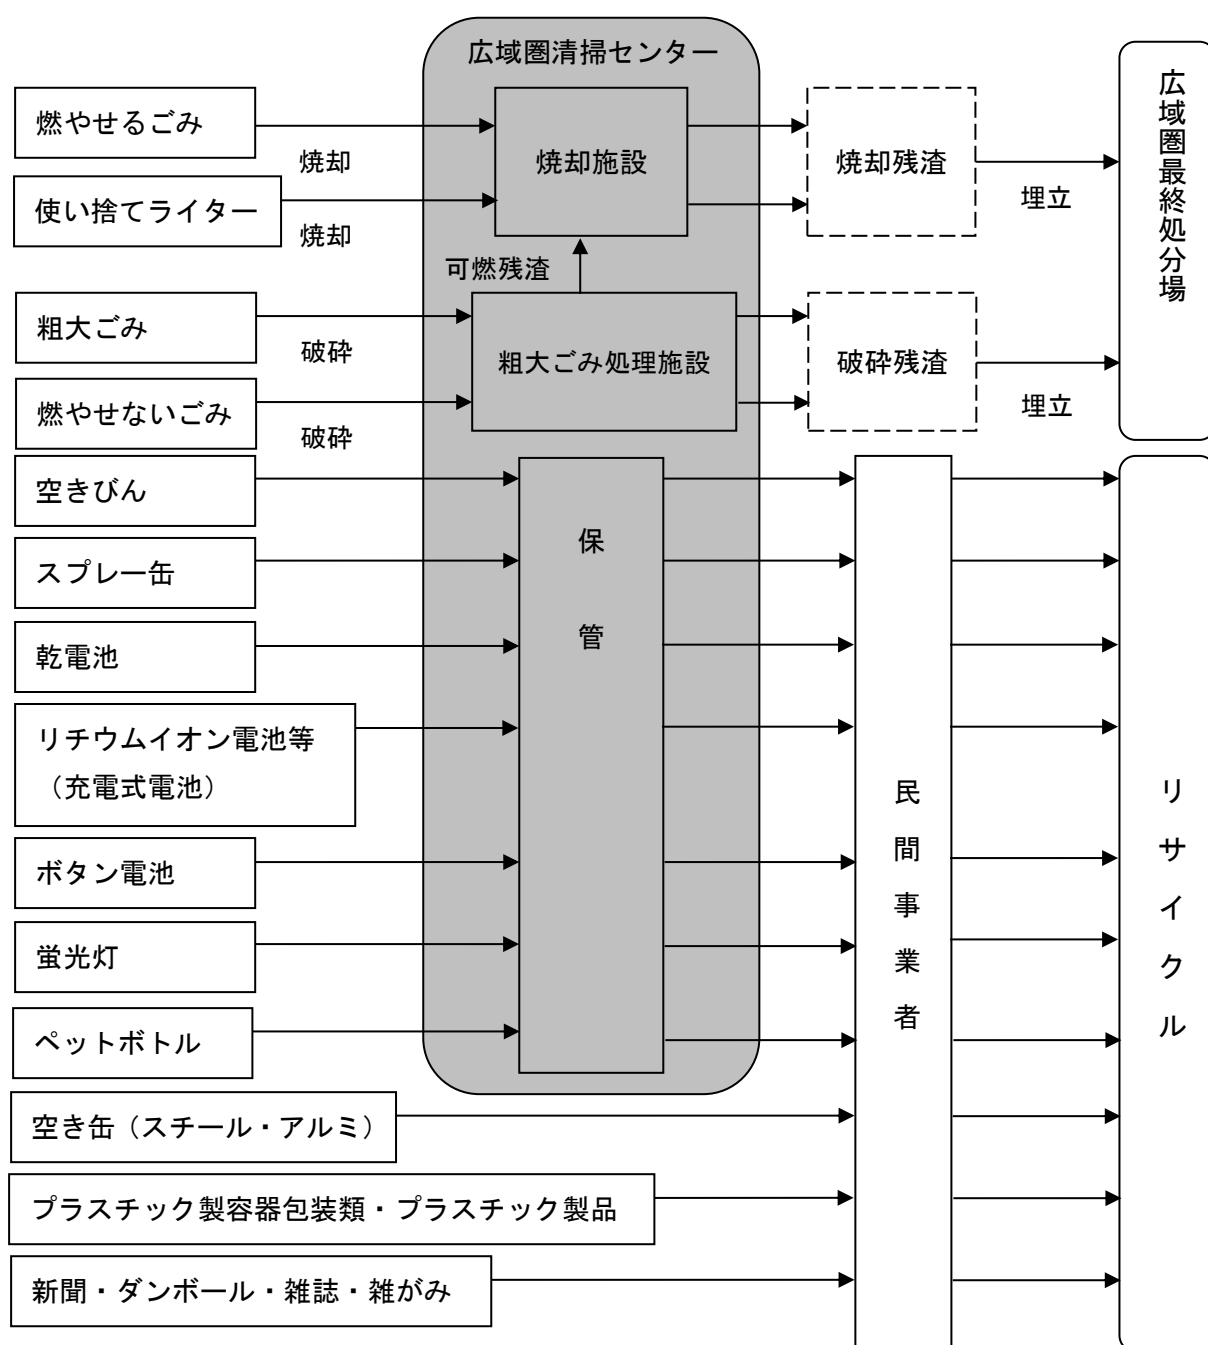 広域圏清掃センター
燃やせるごみ
焼却
焼却施設
焼却残渣
埋立
広域圏最終処分場
使い捨てライター
焼却
可燃残渣
粗大ごみ
破砕
粗大ごみ処理施設
破砕残渣
埋立
燃やせないごみ
破砕
空きびん
保管
民間事業者
リサイクル
スプレー缶
乾電池
リチウムイオン電池等
（充電式電池）
ボタン電池
蛍光灯
ペットボトル
空き缶（スチール・アルミ）
プラスチック製容器包装類・プラスチック製品
新聞・ダンボール・雑誌・雑がみ